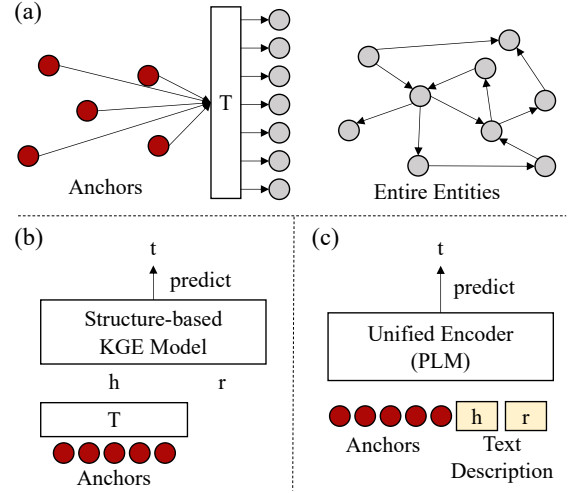 (a)
T
Anchors
Entire Entities
(b)
t
predict
Structure-based
KGE Model
h r
T
Anchors
(c)
t
predict
Unified Encoder
(PLM)
h r
Anchors
Text
Description